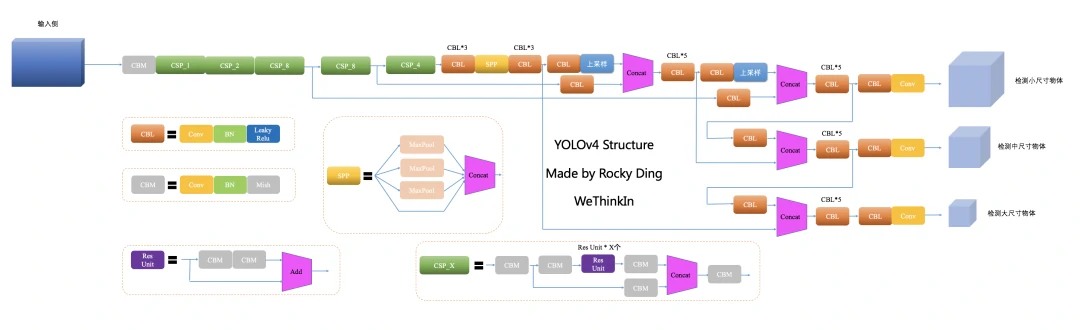 输入侧
CBM
CSP_1
CSP_2
CSP_8
CSP_8
CSP_4
CBL*3
CBL
SPP
CBL*3
CBL
CBL
上采样
CBL
Concat
CBL*5
CBL
CBL
上采样
CBL
Concat
CBL*5
CBL
CBL
Conv
检测小尺寸物体
CBL
Concat
CBL*5
CBL
CBL
Conv
检测中尺寸物体
CBL
Concat
CBL*5
CBL
CBL
Conv
检测大尺寸物体
CBL
=
Conv
BN
Leaky
Relu
CBM
=
Conv
BN
Mish
SPP
=
MaxPool
MaxPool
MaxPool
Concat
YOLOv4 Structure
Made by Rocky Ding
WeThinkIn
Res
Unit
=
CBM
CBM
Add
Res Unit * X个
CSP_X
=
CBM
CBM
Res
Unit
CBM
CBM
Concat
CBM